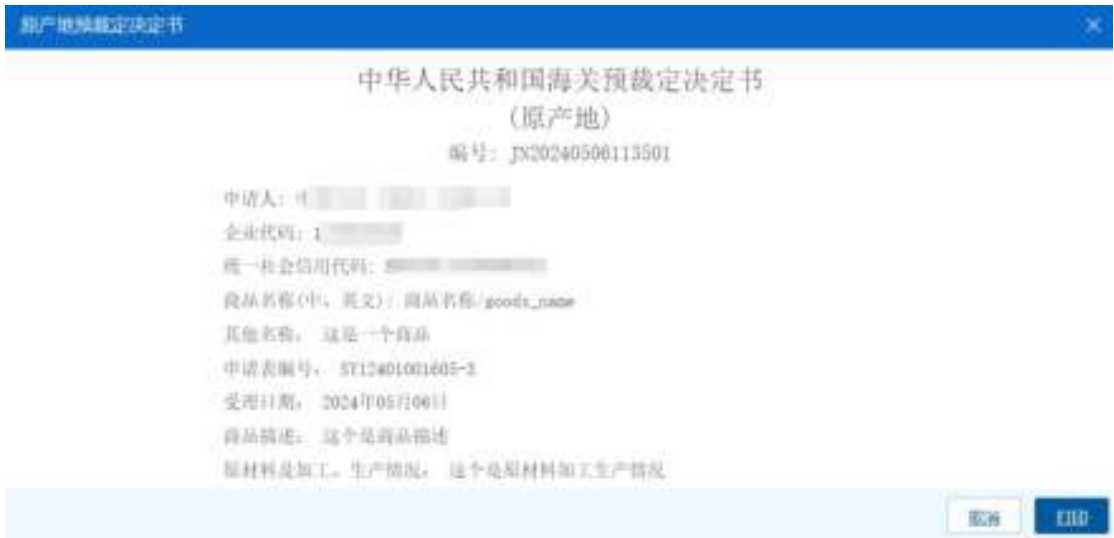 原产地预裁定决定书
中华人民共和国海关预裁定决定书
(原产地)
编号: JN20240506113501
申请人: 中
企业代码: 1
统一社会信用代码:
商品名称(中、英文): 商品名称/goods_name
其他名称: 这是一个商品
申请表编号: SY12401001605-3
受理日期: 2024年05月06日
商品描述: 这个是商品描述
原材料及加工、生产情况: 这个是原材料加工生产情况
取消
打印